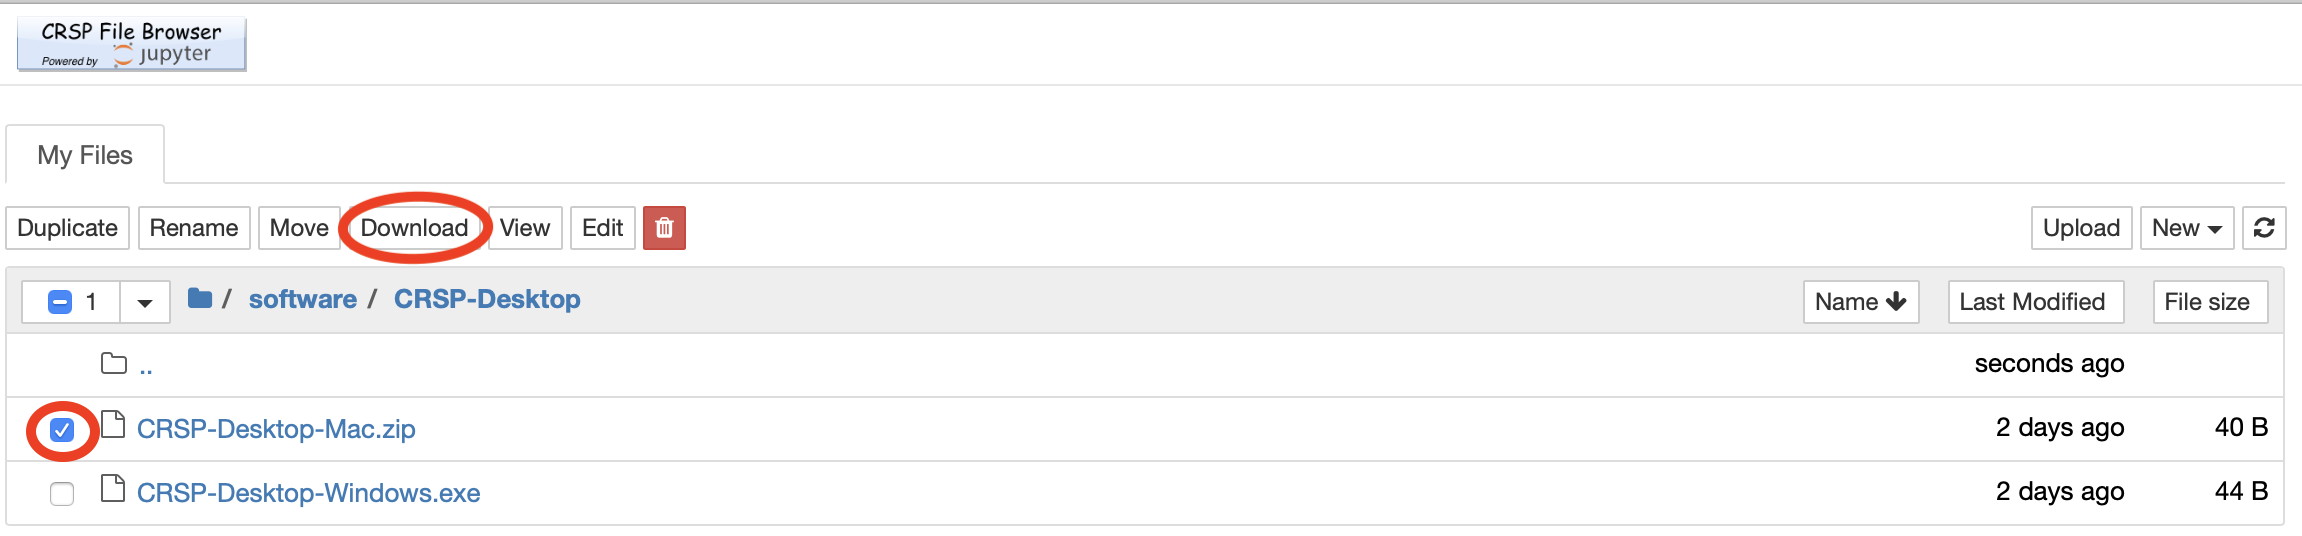 CRSP File Browser
Powered by jupyter
My Files
Duplicate Rename Move Download View Edit Upload New
1 / software / CRSP-Desktop Name Last Modified File size
.. seconds ago
CRSP-Desktop-Mac.zip 2 days ago 40 B
CRSP-Desktop-Windows.exe 2 days ago 44 B